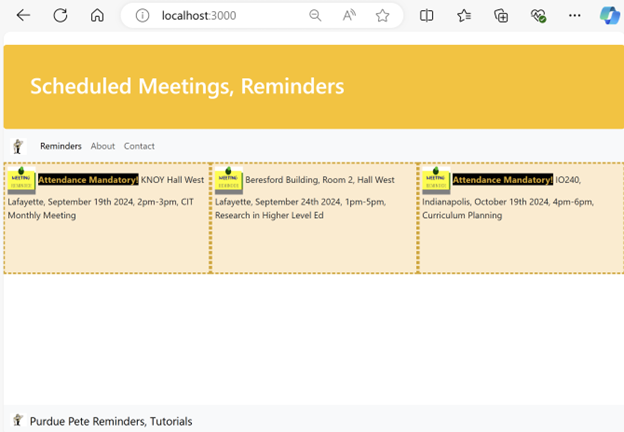 localhost:3000
Scheduled Meetings, Reminders
Reminders About Contact
MEETING
REMINDER
Attendance Mandatory! KNOY Hall West
Lafayette, September 19th 2024, 2pm-3pm, CIT
Monthly Meeting
MEETING
REMINDER
Beresford Building, Room 2, Hall West
Lafayette, September 24th 2024, 1pm-5pm,
Research in Higher Level Ed
MEETING
REMINDER
Attendance Mandatory! IO240,
Indianapolis, October 19th 2024, 4pm-6pm,
Curriculum Planning
Purdue Pete Reminders, Tutorials